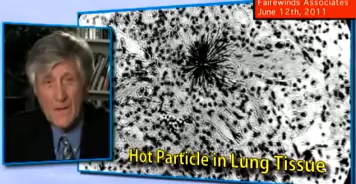 Fairewinds Associates
June 12th, 2011
Hot Particle in Lung Tissue